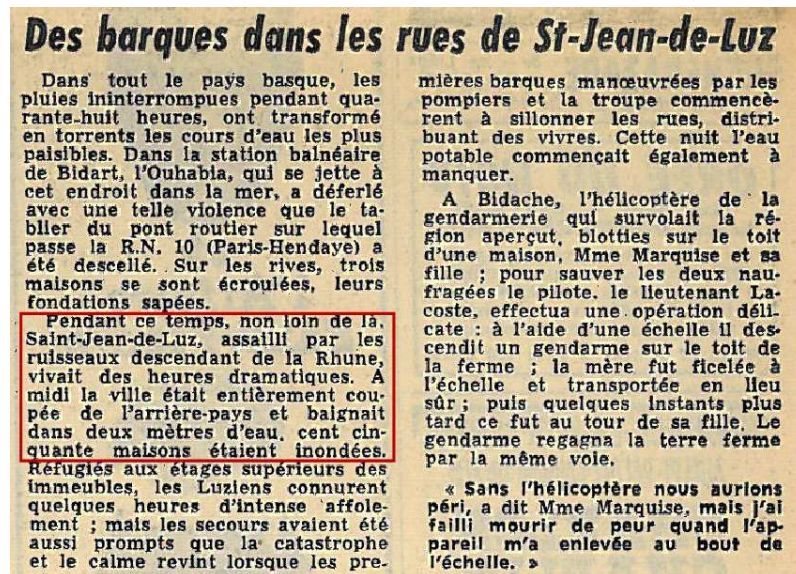 Des barques dans les rues de St-Jean-de-Luz
Dans tout le pays basque, les
pluies ininterrompues pendant qua-
rante-huit heures, ont transformé
en torrents les cours d'eau les plus
paisibles. Dans la station balnéaire
de Bidart, l'Ouhabia, qui se jette à
cet endroit dans la mer, a déferlé
avec une telle violence que le ta-
blier du pont routier sur lequel
passe la R.N. 10 (Paris-Hendaye) a
été descellé. Sur les rives, trois
maisons se sont écroulées, leurs
fondations sapées.
Pendant ce temps, non loin de là,
Saint-Jean-de-Luz, assailli par les
ruisseaux descendant de la Rhune,
vivait des heures dramatiques. A
midi la ville était entièrement cou-
pée de l'arrière-pays et baignait
dans deux mètres d'eau, cent cin-
quante maisons étaient inondées.
Réfugiés aux étages supérieurs des
immeubles, les Luziens connurent
quelques heures d'intense affole-
ment ; mais les secours avaient été
aussi prompts que la catastrophe
et le calme revint lorsque les pre-
mières barques manœuvrées par les
pompiers et la troupe commencè-
rent à sillonner les rues, distri-
buant des vivres. Cette nuit l'eau
potable commençait également à
manquer.
A Bidache, l'hélicoptère de la
gendarmerie qui survolait la ré-
gion aperçut, blotties sur le toit
d'une maison, Mme Marquise et sa
fille ; pour sauver les deux nau-
fragées le pilote, le lieutenant La-
coste, effectua une opération déli-
cate : à l'aide d'une échelle il des-
cendit un gendarme sur le toit de
la ferme ; la mère fut ficelée à
l'échelle et transportée en lieu
sûr ; puis quelques instants plus
tard ce fut au tour de sa fille. Le
gendarme regagna la terre ferme
par la même voie.
« Sans l'hélicoptère nous aurions
péri, a dit Mme Marquise, mais j'ai
failli mourir de peur quand l'ap-
pareil m'a enlevée au bout de
l'échelle. »